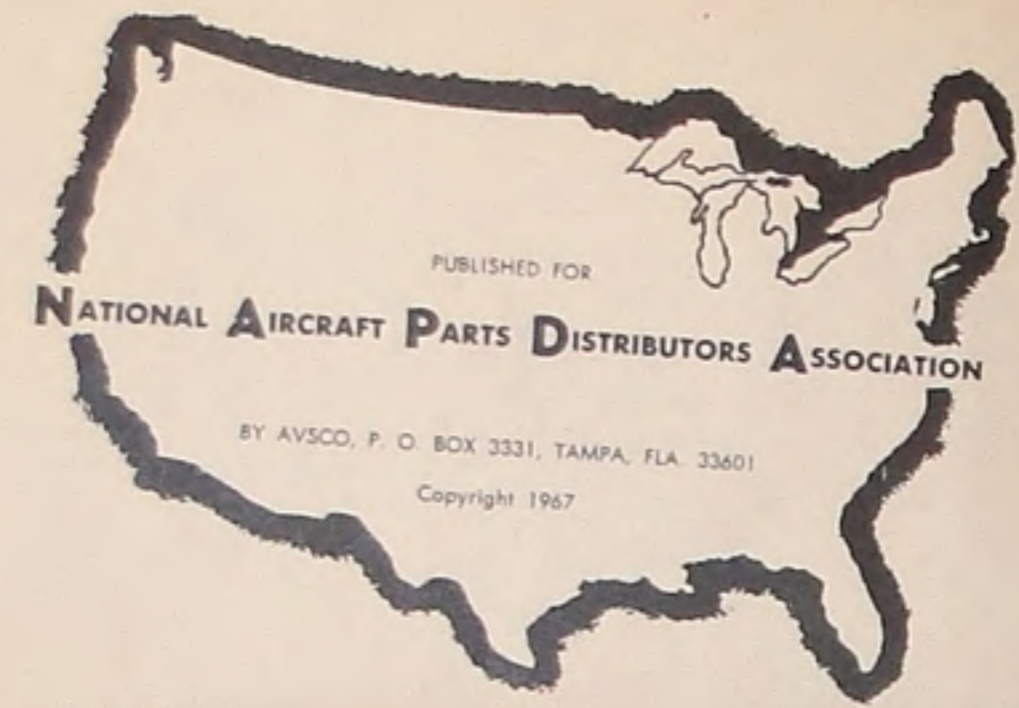 PUBLISHED FOR
NATIONAL AIRCRAFT PARTS DISTRIBUTORS ASSOCIATION
BY AVSCO, P. O. BOX 3331, TAMPA, FLA. 33601
Copyright 1967